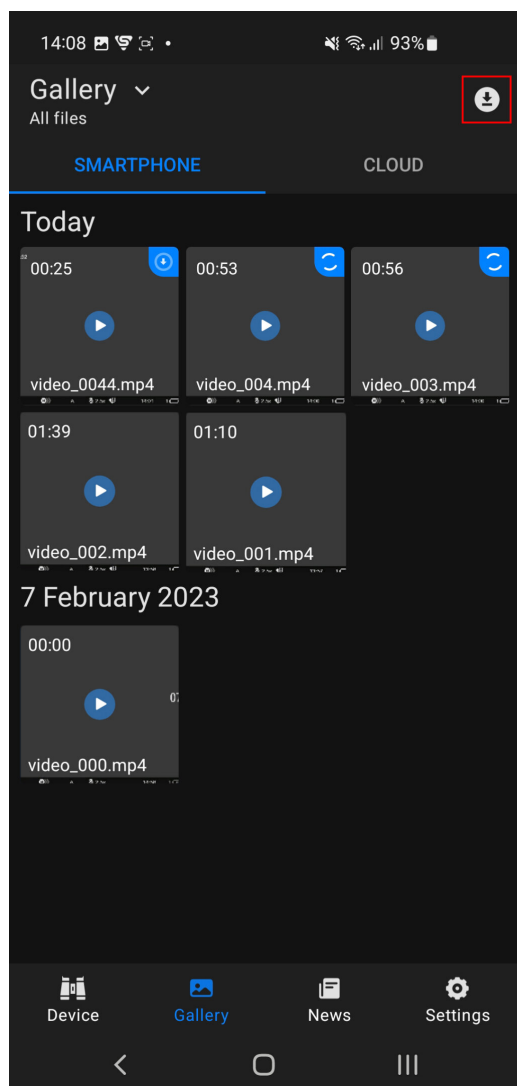 14:08 93%
Gallery
All files
SMARTPHONE CLOUD
Today
00:25 00:53 00:56
video_0044.mp4 video_004.mp4 video_003.mp4
01:39 01:10
video_002.mp4 video_001.mp4
7 February 2023
00:00
07
video_000.mp4
Device Gallery News Settings